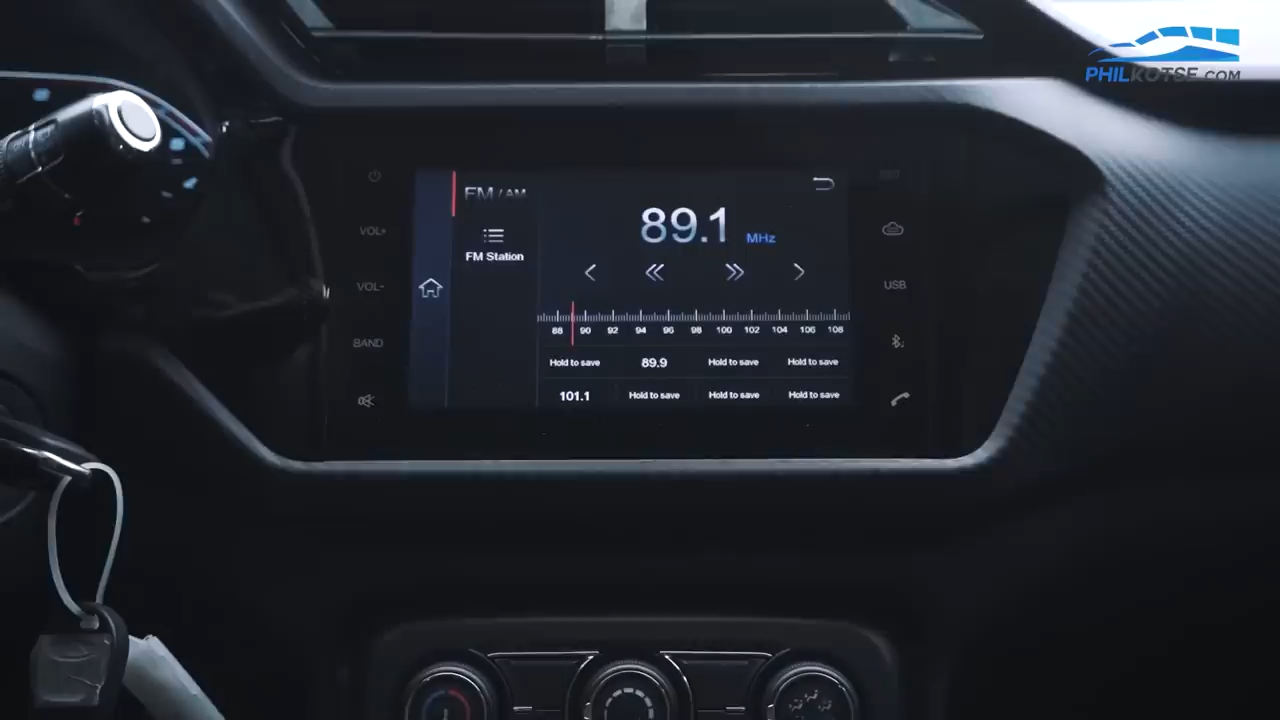 PHILKOTSE.COM
FM / AM
89.1 MHz
VOL+
FM Station
VOL-
USB
88 90 92 94 96 98 100 102 104 106 108
BAND
Hold to save 89.9 Hold to save Hold to save
101.1 Hold to save Hold to save Hold to save